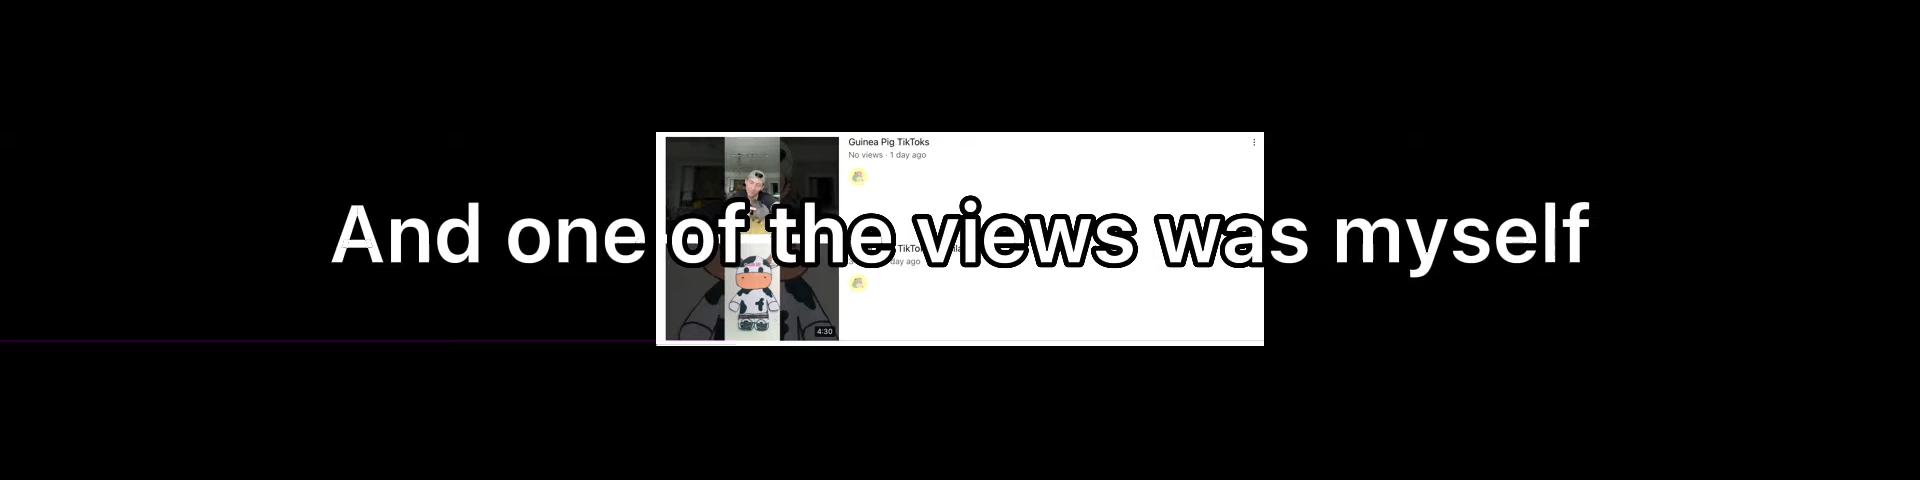 Guinea Pig TikToks
No views · 1 day ago
And one of the views was myself
day ago
4:30